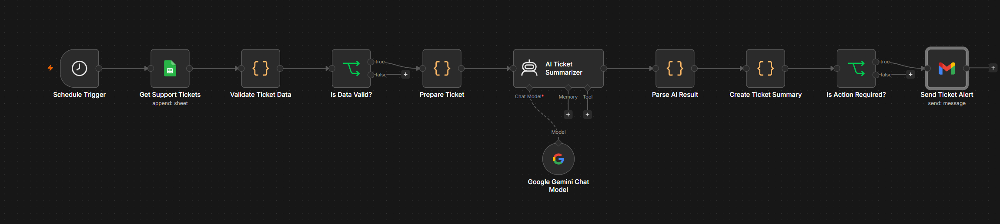 Schedule Trigger
Get Support Tickets
append: sheet
Validate Ticket Data
true
false
Is Data Valid?
Prepare Ticket
AI Ticket
Summarizer
Chat Model*
Memory
Tool
Model
Google Gemini Chat
Model
Parse AI Result
Create Ticket Summary
true
false
Is Action Required?
Send Ticket Alert
send: message